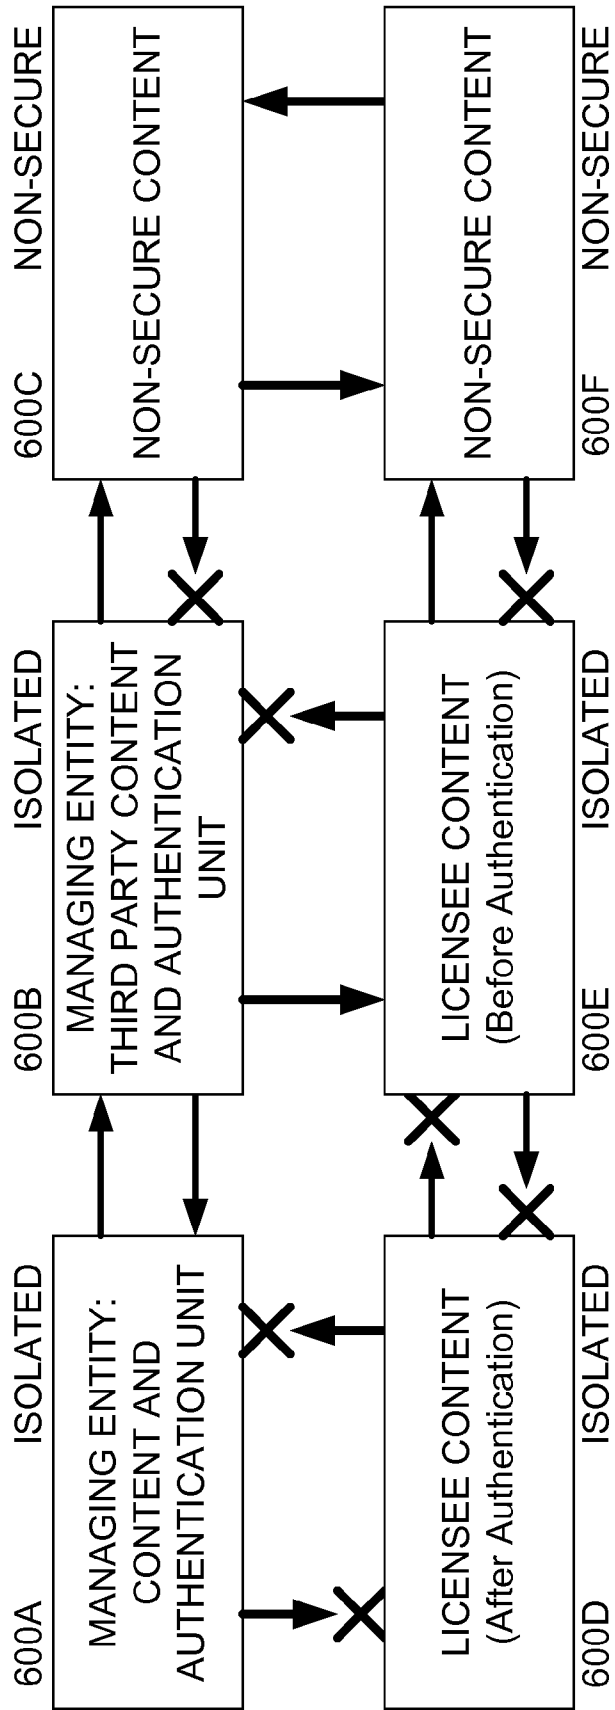 600A ISOLATED
MANAGING ENTITY:
CONTENT AND
AUTHENTICATION UNIT
600B ISOLATED
MANAGING ENTITY:
THIRD PARTY CONTENT
AND AUTHENTICATION
UNIT
600C NON-SECURE
NON-SECURE CONTENT
LICENSEE CONTENT
(After Authentication)
600D ISOLATED
LICENSEE CONTENT
(Before Authentication)
600E ISOLATED
NON-SECURE CONTENT
600F NON-SECURE